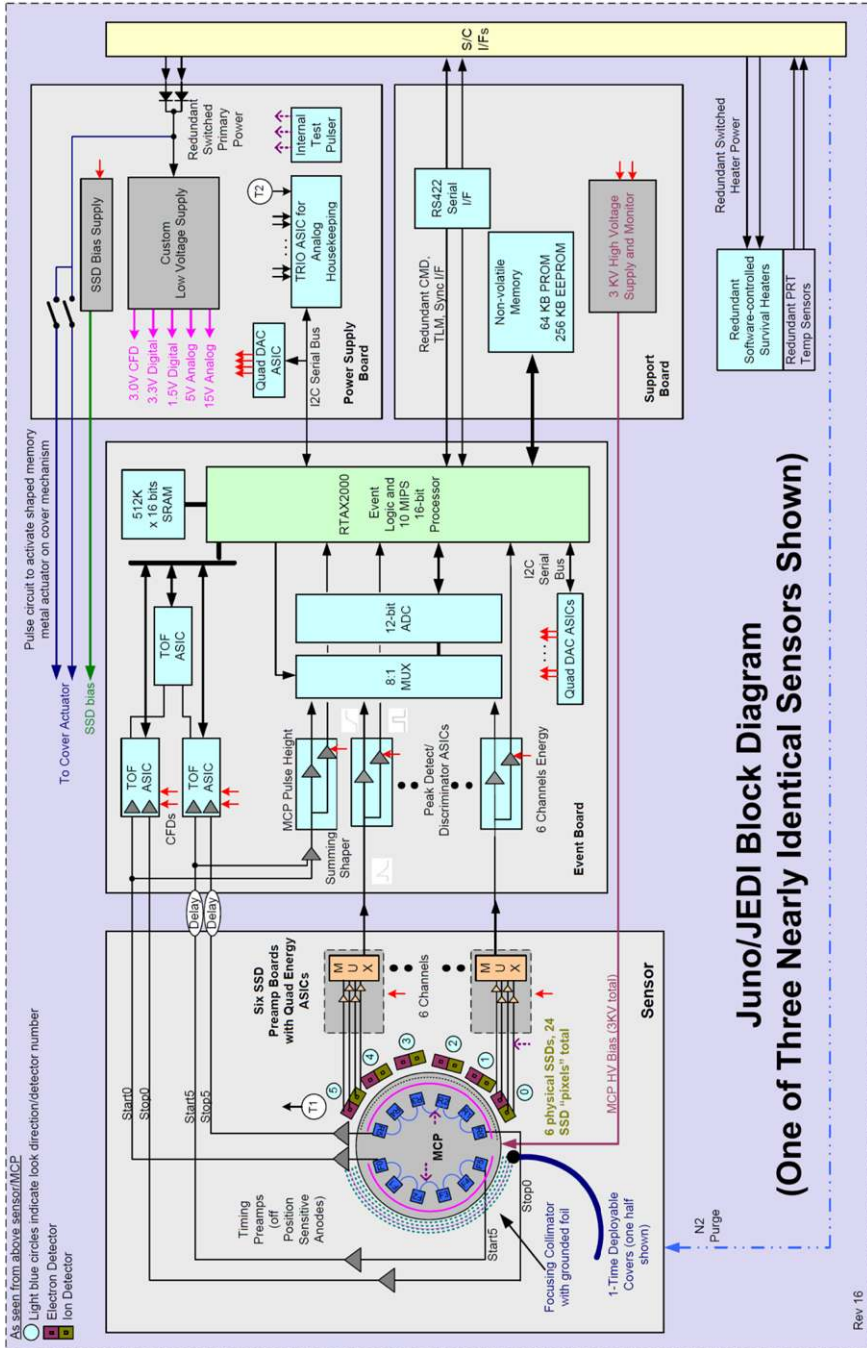 As seen from above sensor/MCP
Light blue circles indicate look direction/detector number
Electron Detector
Ion Detector
Pulse circuit to activate shaped memory
metal actuator on cover mechanism
To Cover Actuator
SSD bias
SSD Bias Supply
3.0V CFD
3.3V Digital
1.5V Digital
5V Analog
15V Analog
Custom
Low Voltage Supply
Redundant
Switched
Primary
Power
Quad DAC
ASIC
T2
TRIO ASIC for
Analog
Housekeeping
Internal
Test
Pulser
I2C Serial Bus
Power Supply
Board
S/C
I/Fs
Redundant CMD,
TLM, Sync I/F
RS422
Serial
I/F
Non-volatile
Memory
64 KB PROM
256 KB EEPROM
3 KV High Voltage
Supply and Monitor
Support
Board
Redundant Switched
Heater Power
Redundant
Software-controlled
Survival Heaters
Redundant PRT
Temp Sensors
512K
x 16 bits
SRAM
RTAX2000
Event
Logic and
10 MIPS
16-bit
Processor
TOF
ASIC
TOF
ASIC
TOF
ASIC
CFDs
MCP Pulse Height
Summing
Shaper
8:1
MUX
12-bit
ADC
Peak Detect/
Discriminator ASICs
6 Channels Energy
I2C
Serial
Bus
Quad DAC ASICs
Event Board
Delay
Delay
Start0
Stop0
Start5
Stop5
Six SSD
Preamp Boards
with Quad Energy
ASICs
M
U
X
6 Channels
M
U
X
T1
5
4
3
2
1
0
6 physical SSDs, 24
SSD "pixels" total
MCP
Timing
Preamps
(off
Position
Sensitive
Anodes)
Start5
Stop0
Focusing Collimator
with grounded foil
1-Time Deployable
Covers (one half
shown)
Sensor
MCP HV Bias (3KV total)
N2
Purge
Juno/JEDI Block Diagram
(One of Three Nearly Identical Sensors Shown)
Rev 16